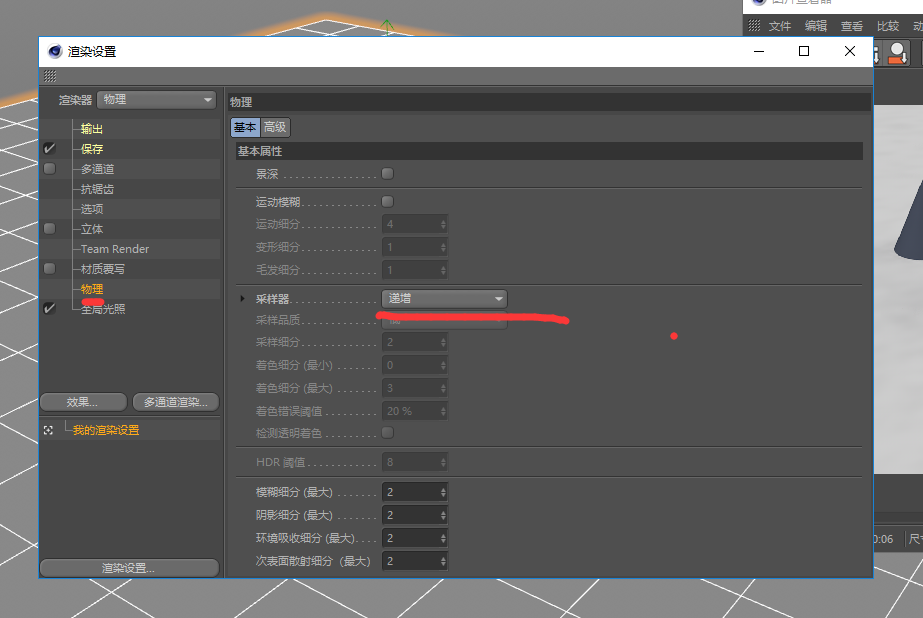 图片查看器
文件 编辑 查看 比较 动
渲染设置
渲染器 物理
输出
保存
多通道
抗锯齿
选项
立体
Team Render
材质覆写
物理
全局光照
效果... 多通道渲染...
我的渲染设置
渲染设置...
物理
基本 高级
基本属性
景深
运动模糊
运动细分 4
变形细分 1
毛发细分 1
采样器 递增
采样品质
采样细分 2
着色细分 (最小) 0
着色细分 (最大) 3
着色错误阈值 20 %
检测透明着色
HDR 阈值 8
模糊细分 (最大) 2
阴影细分 (最大) 2
环境吸收细分 (最大) 2
次表面散射细分 (最大) 2
0:06 尺寸